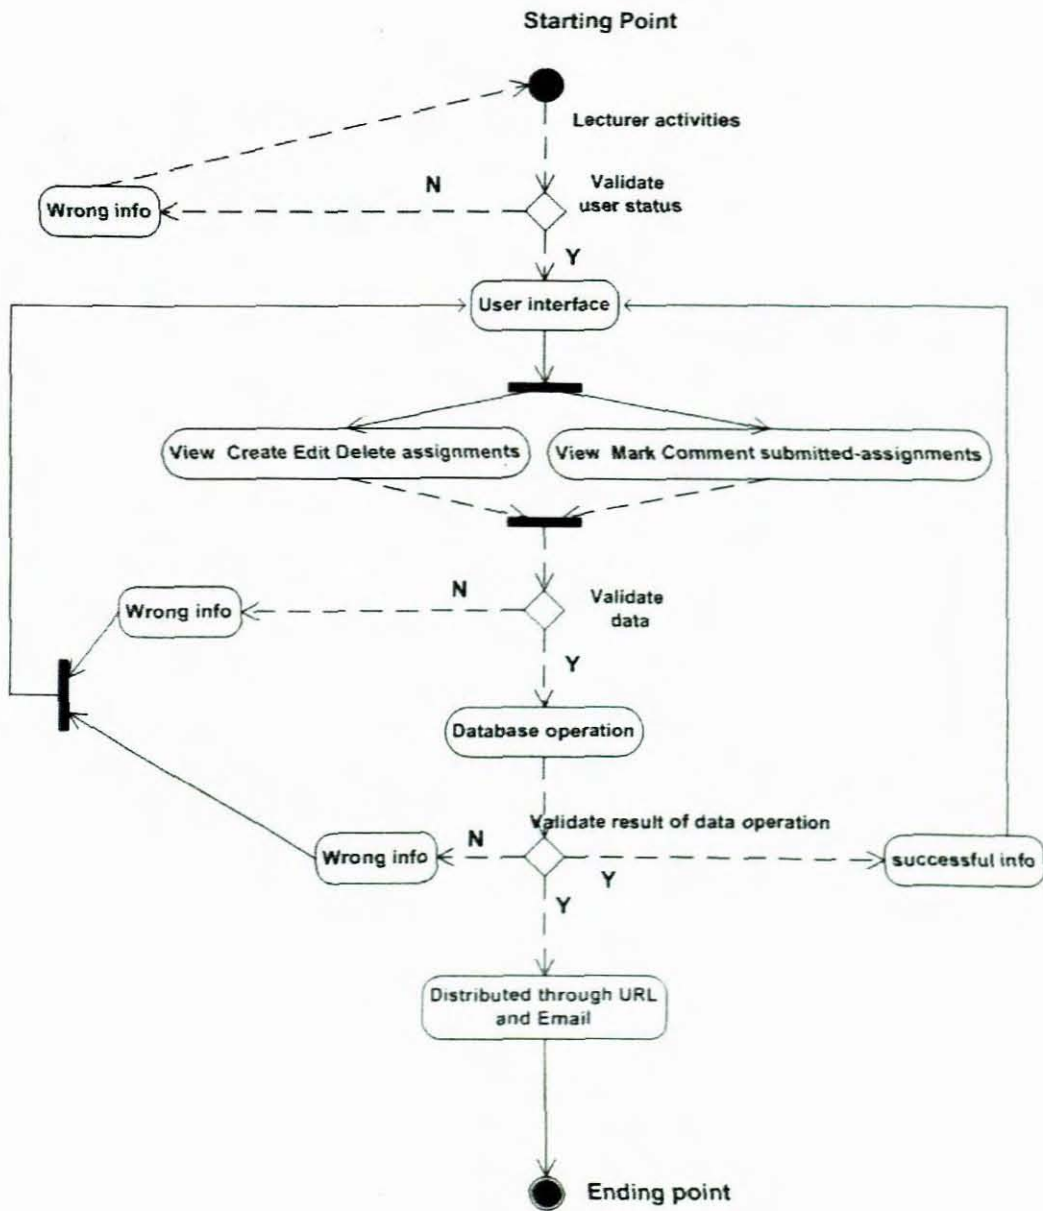 Starting Point
Lecturer activities
N
Validate
user status
Wrong info
Y
User interface
View Create Edit Delete assignments
View Mark Comment submitted-assignments
N
Validate
data
Wrong info
Y
Database operation
Validate result of data operation
N
Wrong info
Y
successful info
Y
Distributed through URL
and Email
Ending point